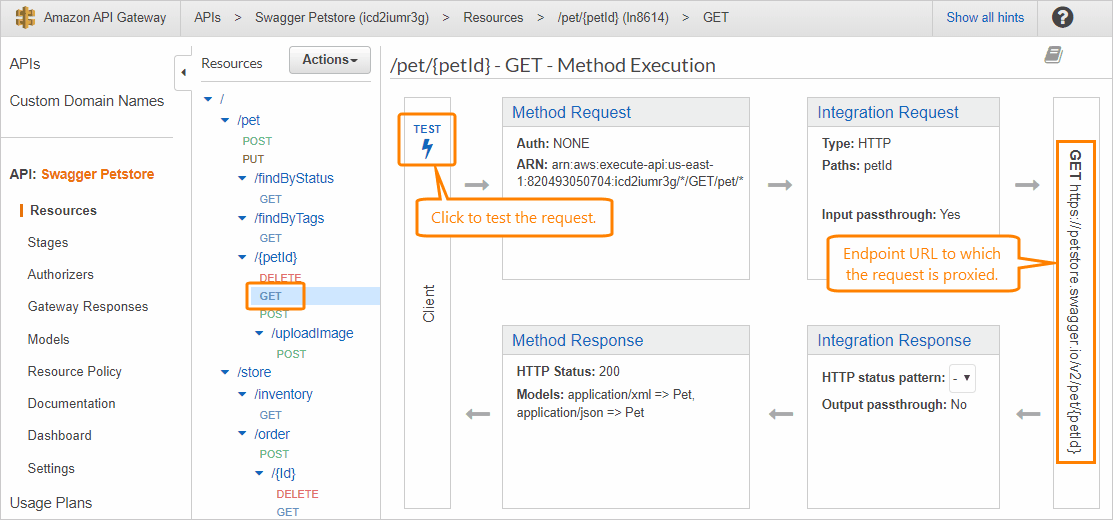 Amazon API Gateway
APIs > Swagger Petstore (icd2iumr3g) > Resources > /pet/{petId} (ln8614) > GET
Show all hints
?
APIs
Custom Domain Names
API: Swagger Petstore
Resources
Stages
Authorizers
Gateway Responses
Models
Resource Policy
Documentation
Dashboard
Settings
Usage Plans
Resources
Actions
/
/pet
POST
PUT
/findByStatus
GET
/findByTags
GET
/{petId}
DELETE
GET
POST
/uploadImage
POST
/store
/inventory
GET
/order
POST
/{Id}
DELETE
GET
/pet/{petId} - GET - Method Execution
TEST
Click to test the request.
Client
Method Request
Auth: NONE
ARN: arn:aws:execute-api:us-east-
1:820493050704:icd2iumr3g/*/GET/pet/*
Integration Request
Type: HTTP
Paths: petId
Input passthrough: Yes
Endpoint URL to which
the request is proxied.
GET https://petstore.swagger.io/v2/pet/{petId}
Method Response
HTTP Status: 200
Models: application/xml => Pet,
application/json => Pet
Integration Response
HTTP status pattern: -
Output passthrough: No